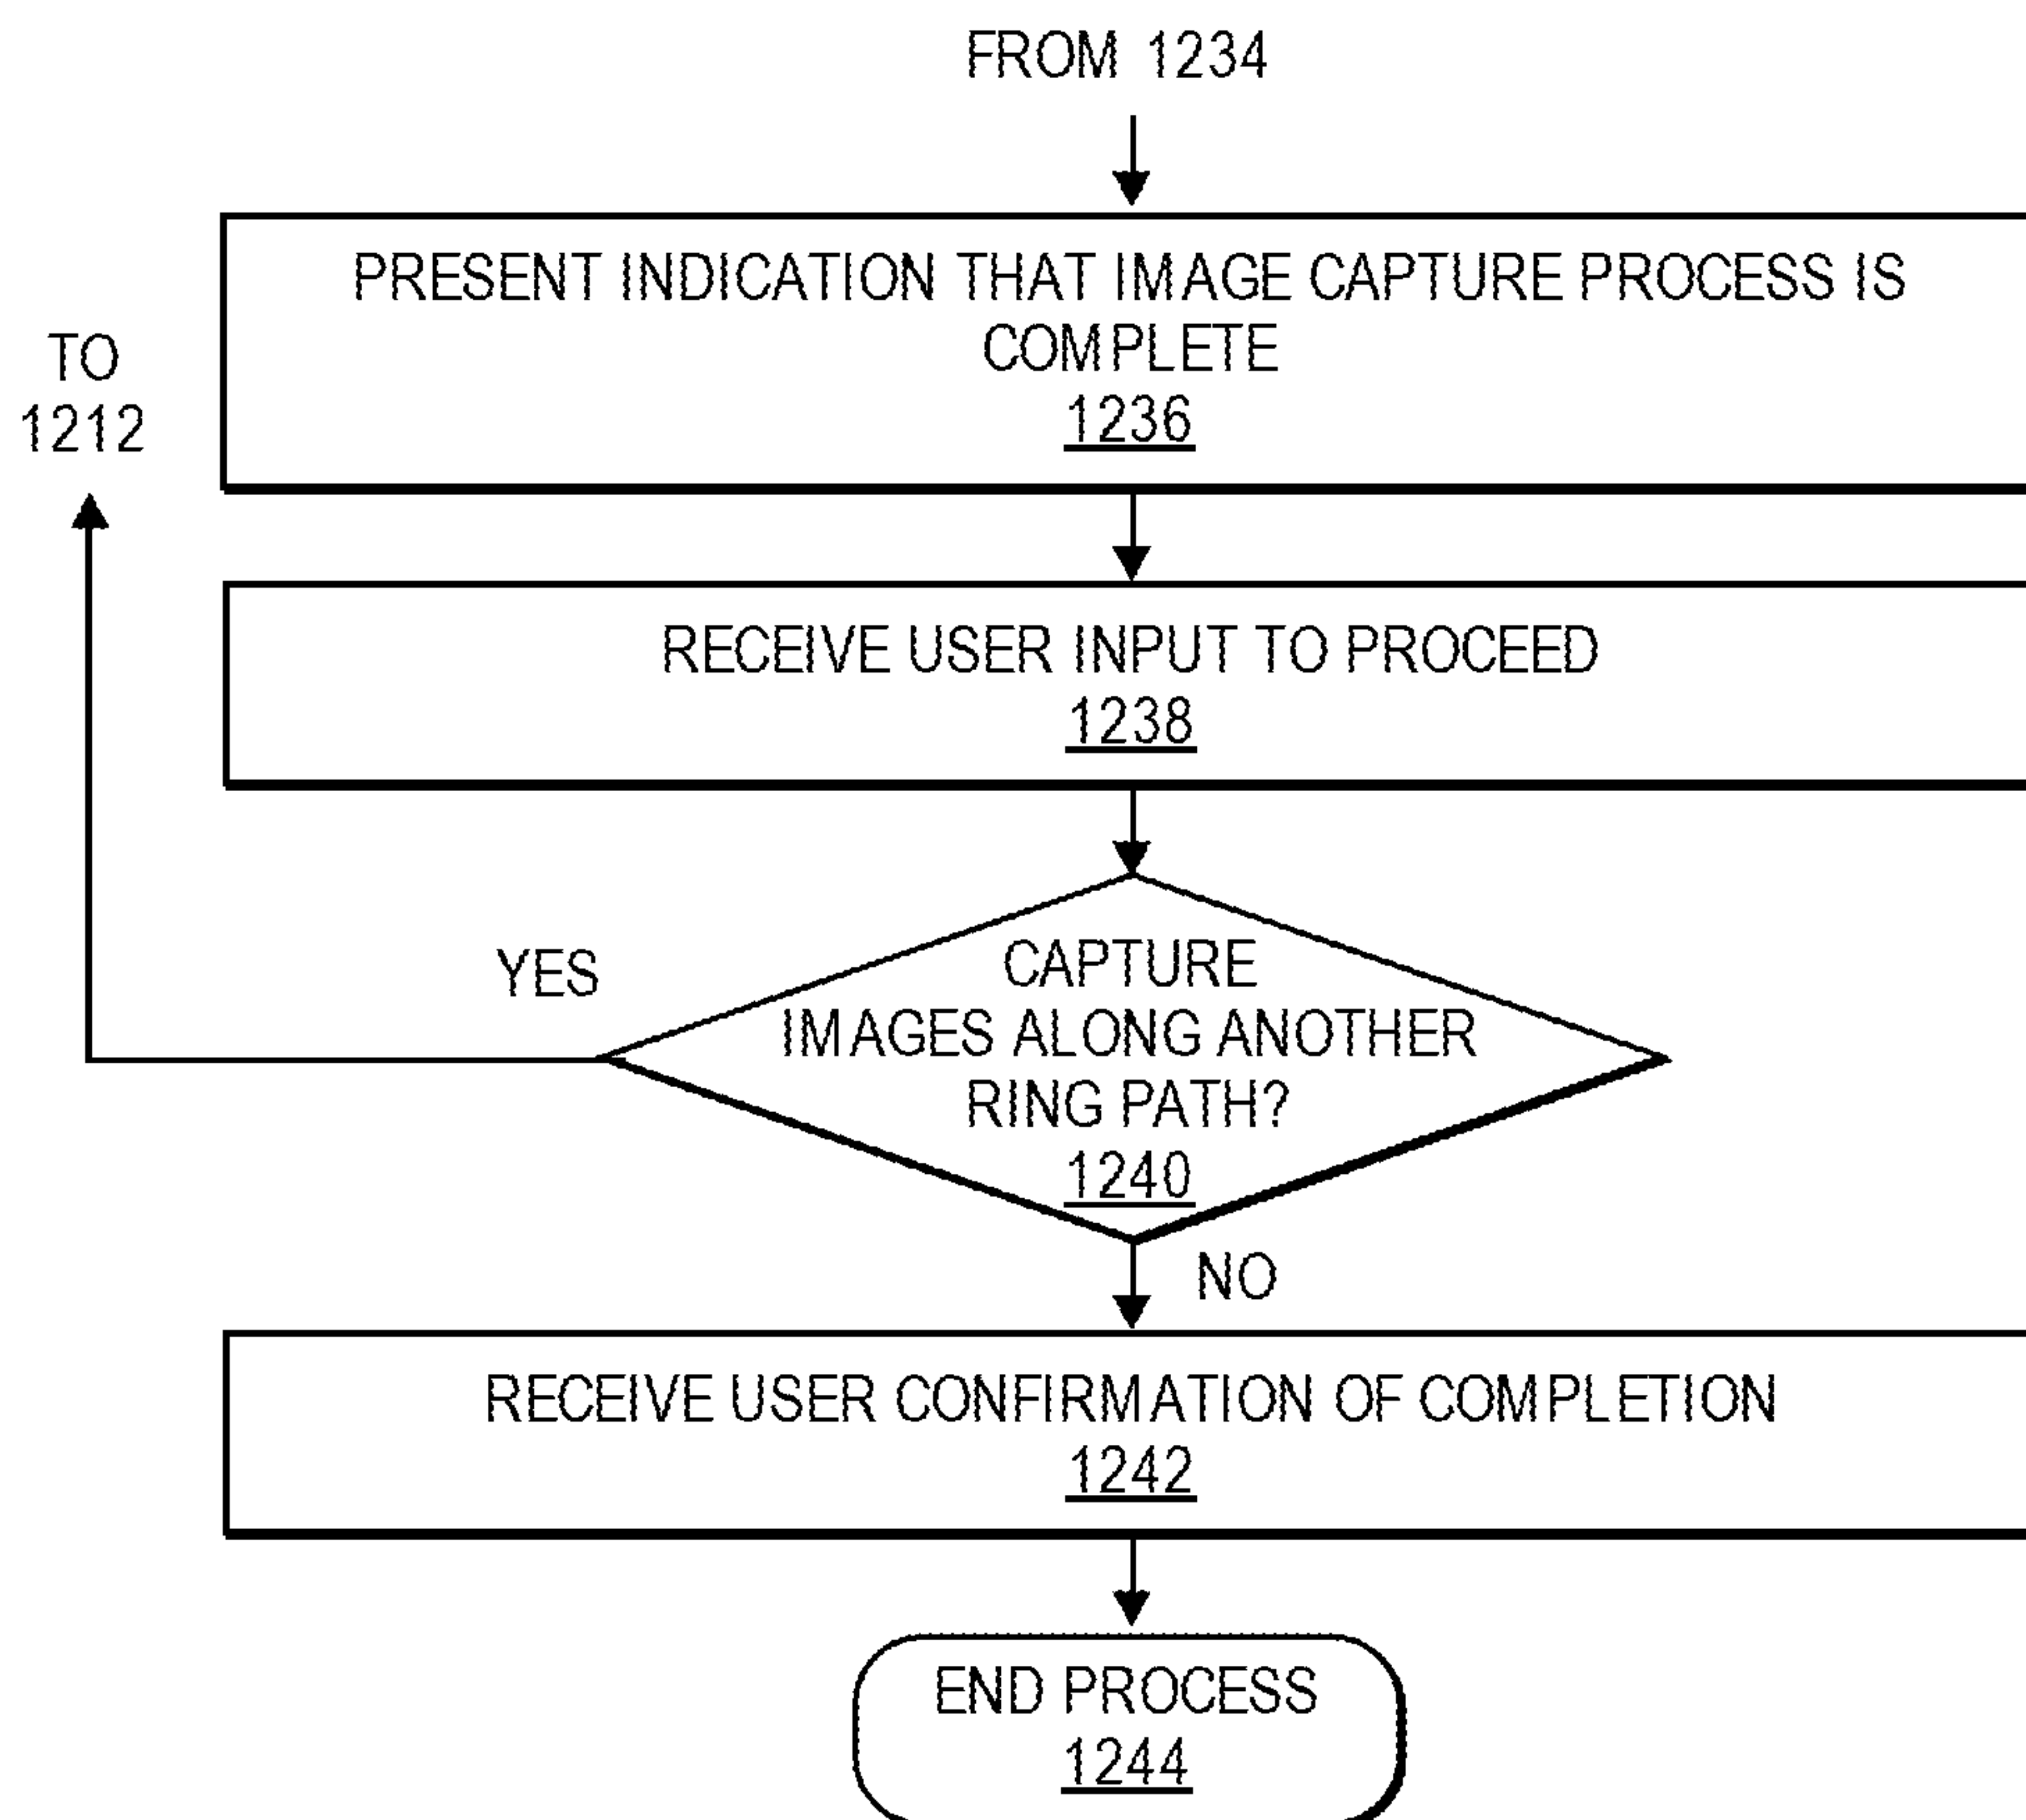 FROM 1234
PRESENT INDICATION THAT IMAGE CAPTURE PROCESS IS
COMPLETE
1236
TO
1212
RECEIVE USER INPUT TO PROCEED
1238
YES
CAPTURE
IMAGES ALONG ANOTHER
RING PATH?
1240
NO
RECEIVE USER CONFIRMATION OF COMPLETION
1242
END PROCESS
1244